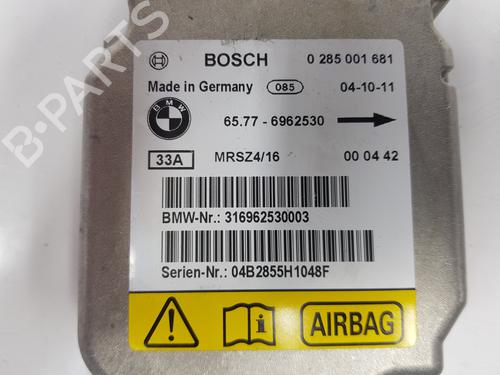 BOSCH 0 285 001 681
Made in Germany 085 04-10-11
BMW 65.77 - 6962530
33A MRSZ4/16 00 04 42
BMW-Nr.: 316962530003
Serien-Nr.: 04B2855H1048F
AIRBAG
B-PARTS